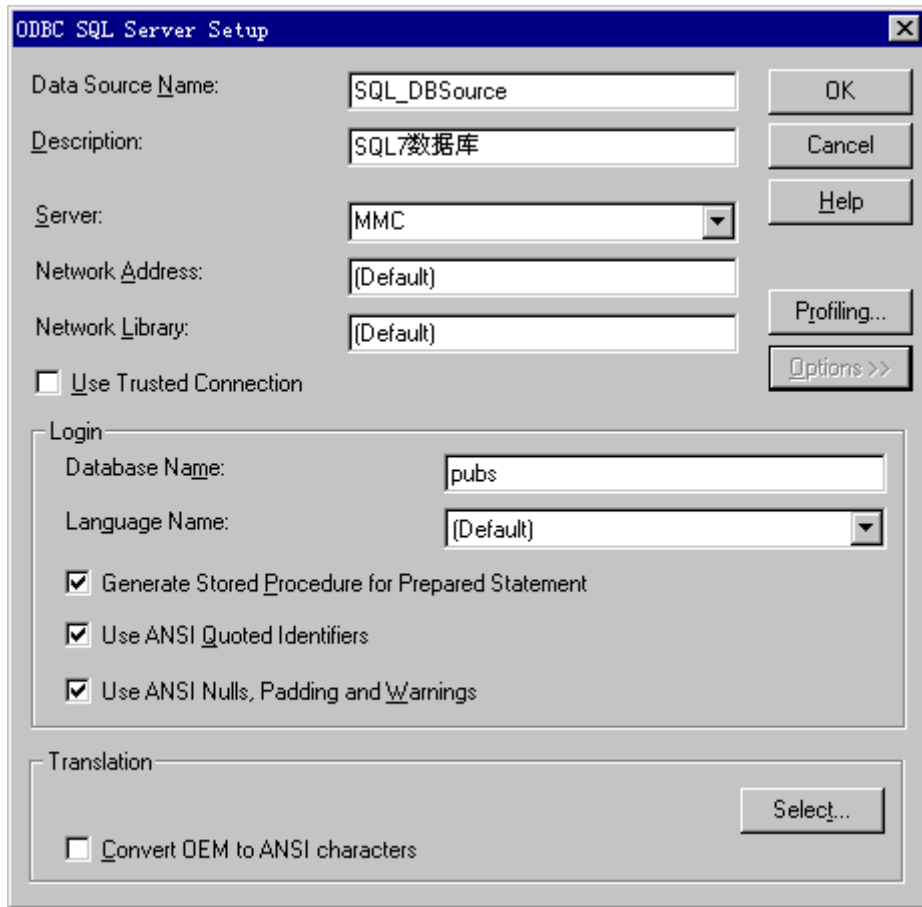 ODBC SQL Server Setup
Data Source Name: SQL_DBSource OK
Description: SQL7数据库 Cancel
Help
Server: MMC
Network Address: (Default)
Profiling...
Network Library: (Default)
Options >>
Use Trusted Connection
Login
Database Name: pubs
Language Name: (Default)
Generate Stored Procedure for Prepared Statement
Use ANSI Quoted Identifiers
Use ANSI Nulls, Padding and Warnings
Translation
Select...
Convert OEM to ANSI characters